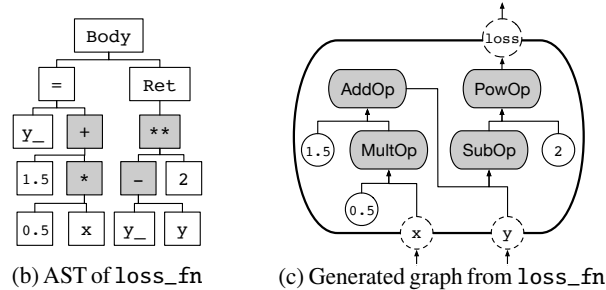 Body
=
Ret
y_
+
**
1.5
*
-
2
0.5
x
y_
y
(b) AST of loss_fn
loss
AddOp
PowOp
1.5
MultOp
SubOp
2
0.5
x
y
(c) Generated graph from loss_fn